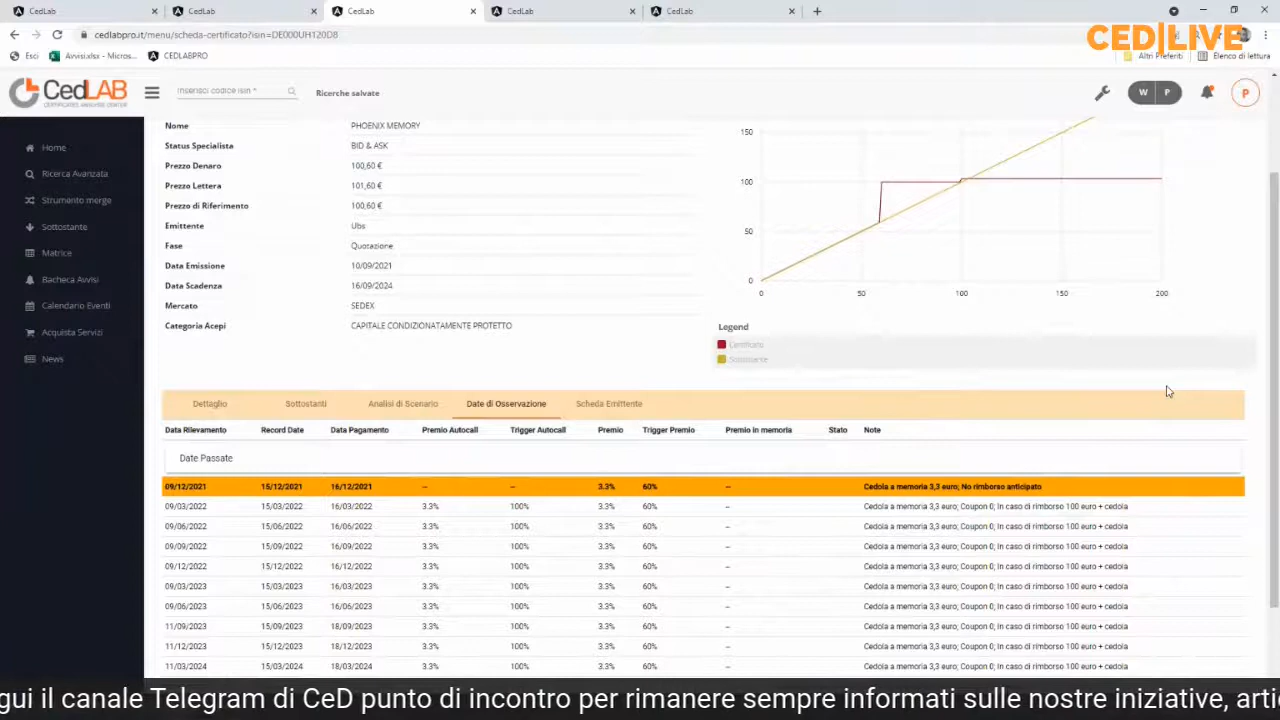 CedLab
CedLab
CedLab
CedLab
CedLab
cedlabpro.it/menu/scheda-certificato?isin=DE000UH120D8
CED|LIVE
Esci
Avvisi.xlsx - Micros...
CEDLABPRO
Altri Preferiti
Elenco di lettura
CedLAB
Inserisci codice isin *
Ricerche salvate
W P
P
Home
Ricerca Avanzata
Strumento merge
Sottostante
Matrice
Bacheca Avvisi
Calendario Eventi
Acquista Servizi
News
Nome PHOENIX MEMORY
Status Specialista BID & ASK
Prezzo Denaro 100,60 €
Prezzo Lettera 101,60 €
Prezzo di Riferimento 100,60 €
Emittente Ubs
Fase Quotazione
Data Emissione 10/09/2021
Data Scadenza 16/09/2024
Mercato SEDEX
Categoria Acepi CAPITALE CONDIZIONATAMENTE PROTETTO
150
100
50
0
0 50 100 150 200
Legend
Certificato
Sottostante
Dettaglio Sottostanti Analisi di Scenario Date di Osservazione Scheda Emittente
Data Rilevamento Record Date Data Pagamento Premio Autocall Trigger Autocall Premio Trigger Premio Premio in memoria Stato Note
Date Passate
09/12/2021 15/12/2021 16/12/2021 -- -- 3.3% 60% -- Cedola a memoria 3,3 euro; No rimborso anticipato
09/03/2022 15/03/2022 16/03/2022 3.3% 100% 3.3% 60% -- Cedola a memoria 3,3 euro; Coupon 0; In caso di rimborso 100 euro + cedola
09/06/2022 15/06/2022 16/06/2022 3.3% 100% 3.3% 60% -- Cedola a memoria 3,3 euro; Coupon 0; In caso di rimborso 100 euro + cedola
09/09/2022 15/09/2022 16/09/2022 3.3% 100% 3.3% 60% -- Cedola a memoria 3,3 euro; Coupon 0; In caso di rimborso 100 euro + cedola
09/12/2022 15/12/2022 16/12/2022 3.3% 100% 3.3% 60% -- Cedola a memoria 3,3 euro; Coupon 0; In caso di rimborso 100 euro + cedola
09/03/2023 15/03/2023 16/03/2023 3.3% 100% 3.3% 60% -- Cedola a memoria 3,3 euro; Coupon 0; In caso di rimborso 100 euro + cedola
09/06/2023 15/06/2023 16/06/2023 3.3% 100% 3.3% 60% -- Cedola a memoria 3,3 euro; Coupon 0; In caso di rimborso 100 euro + cedola
11/09/2023 15/09/2023 18/09/2023 3.3% 100% 3.3% 60% -- Cedola a memoria 3,3 euro; Coupon 0; In caso di rimborso 100 euro + cedola
11/12/2023 15/12/2023 18/12/2023 3.3% 100% 3.3% 60% -- Cedola a memoria 3,3 euro; Coupon 0; In caso di rimborso 100 euro + cedola
11/03/2024 15/03/2024 18/03/2024 3.3% 100% 3.3% 60% -- Cedola a memoria 3,3 euro; Coupon 0; In caso di rimborso 100 euro + cedola
gui il canale Telegram di CeD punto di incontro per rimanere sempre informati sulle nostre iniziative, arti